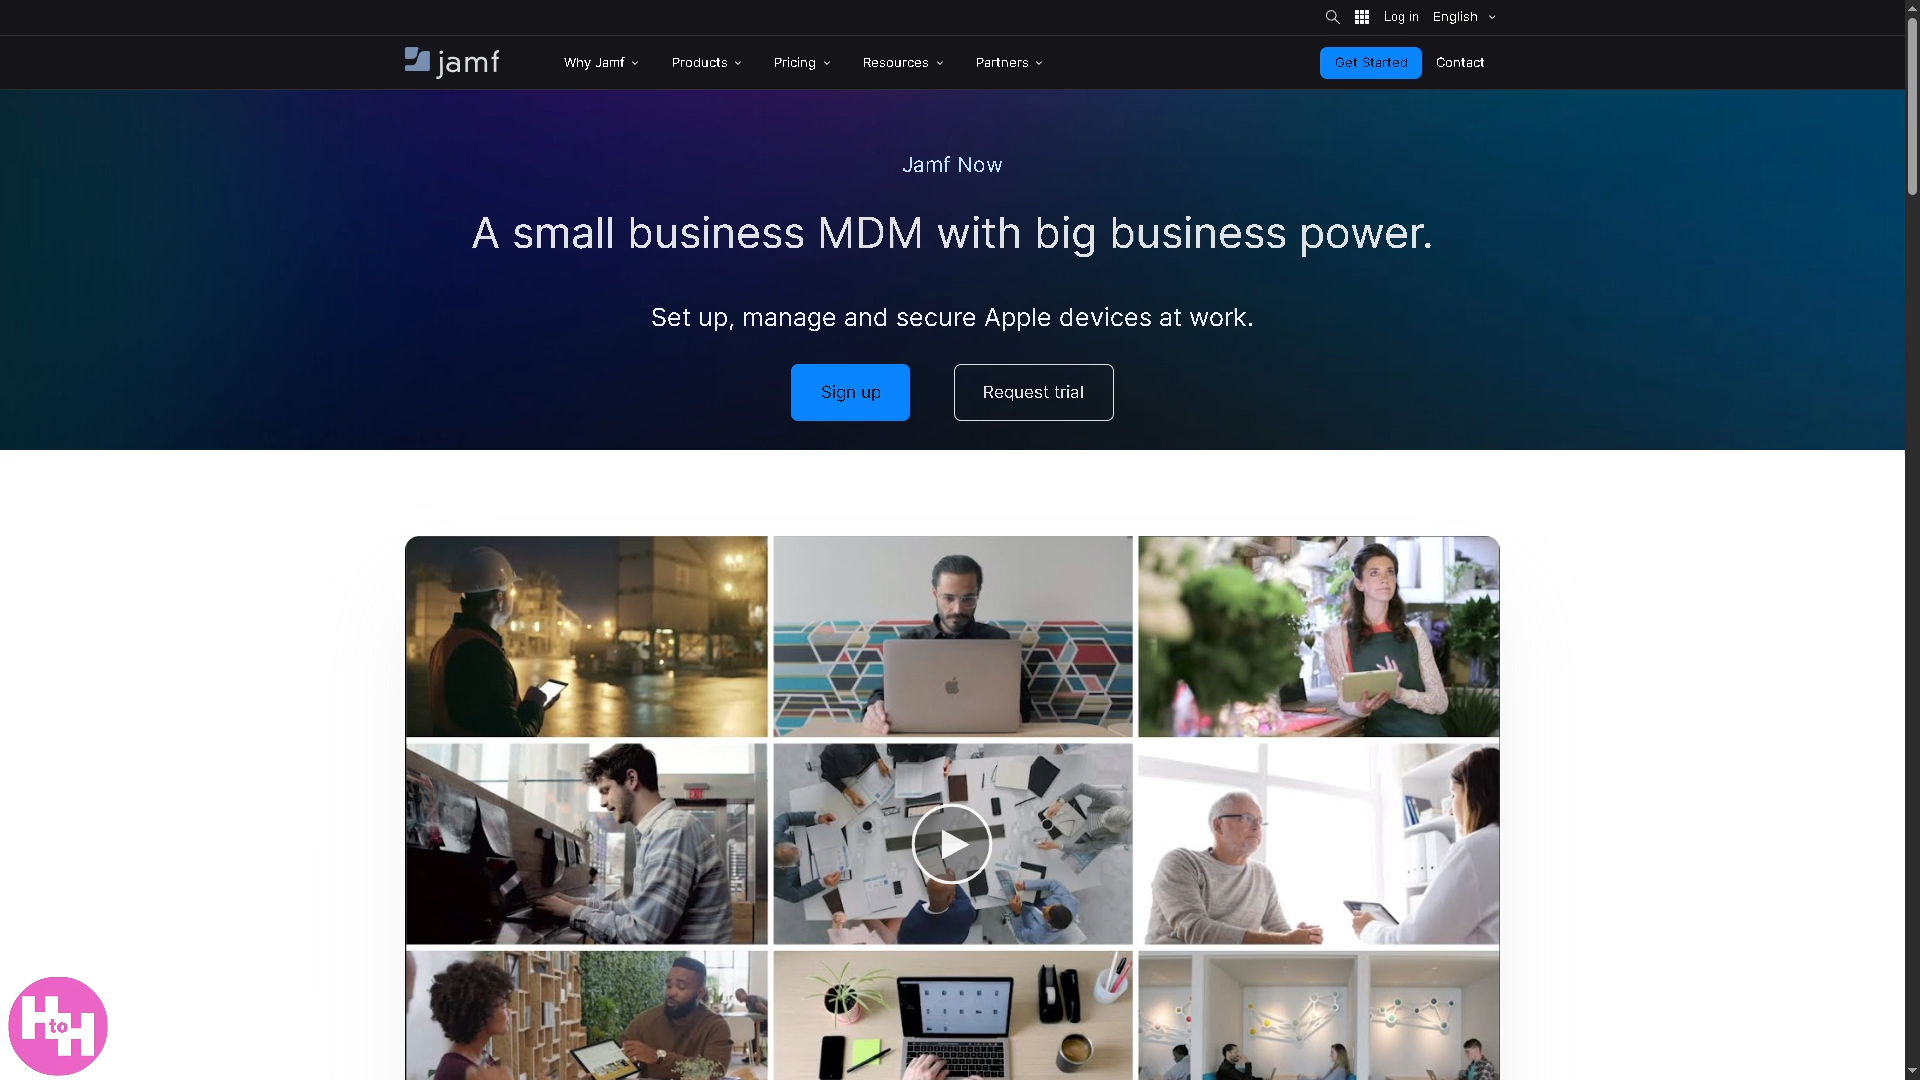 Log in English
jamf
Why Jamf Products Pricing Resources Partners Get Started Contact
Jamf Now
A small business MDM with big business power.
Set up, manage and secure Apple devices at work.
Sign up Request trial
H to H